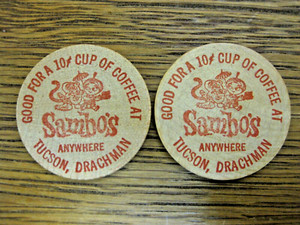 GOOD FOR A 10¢ CUP OF COFFEE AT
Sambo's
ANYWHERE
TUCSON, DRACHMAN
GOOD FOR A 10¢ CUP OF COFFEE AT
Sambo's
ANYWHERE
TUCSON, DRACHMAN